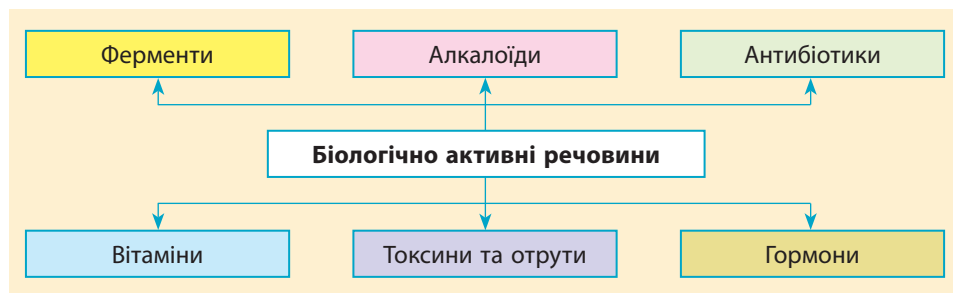 Ферменти
Алкалоїди
Антибіотики
Біологічно активні речовини
Вітаміни
Токсини та отрути
Гормони